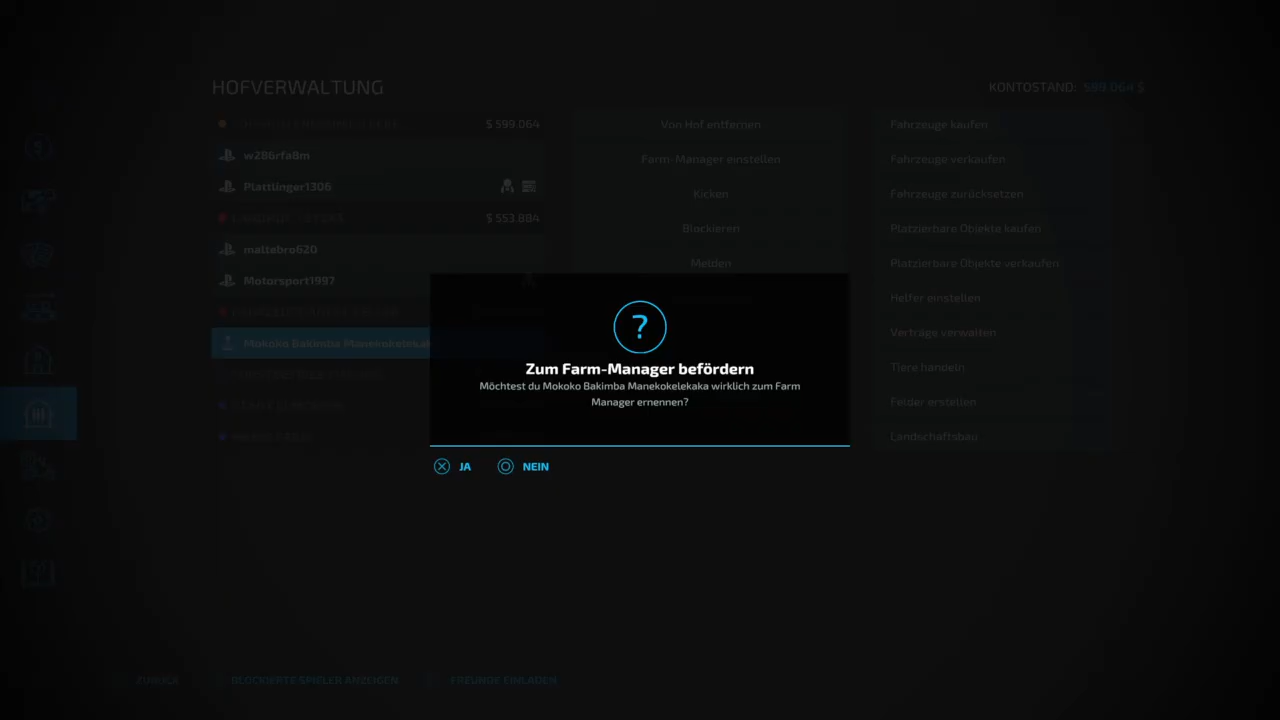 HOFVERWALTUNG
KONTOSTAND: 599.064 $
$ 599.064
w286rfa8m
Plattlinger1306
$ 553.884
maltebro620
Motorsport1997
Mokoko Bakimba
Von Hof entfernen
Farm-Manager einstellen
Kicken
Blockieren
Melden
Fahrzeuge kaufen
Fahrzeuge verkaufen
Fahrzeuge zurücksetzen
Platzierbare Objekte kaufen
Platzierbare Objekte verkaufen
Helfer einstellen
Verträge verwalten
Tiere handeln
Felder erstellen
Landschaftsbau
?
Zum Farm-Manager befördern
Möchtest du Mokoko Bakimba Manekokelekaka wirklich zum Farm
Manager ernennen?
JA NEIN
ZURÜCK BLOCKIERTE SPIELER ANZEIGEN FREUNDE EINLADEN